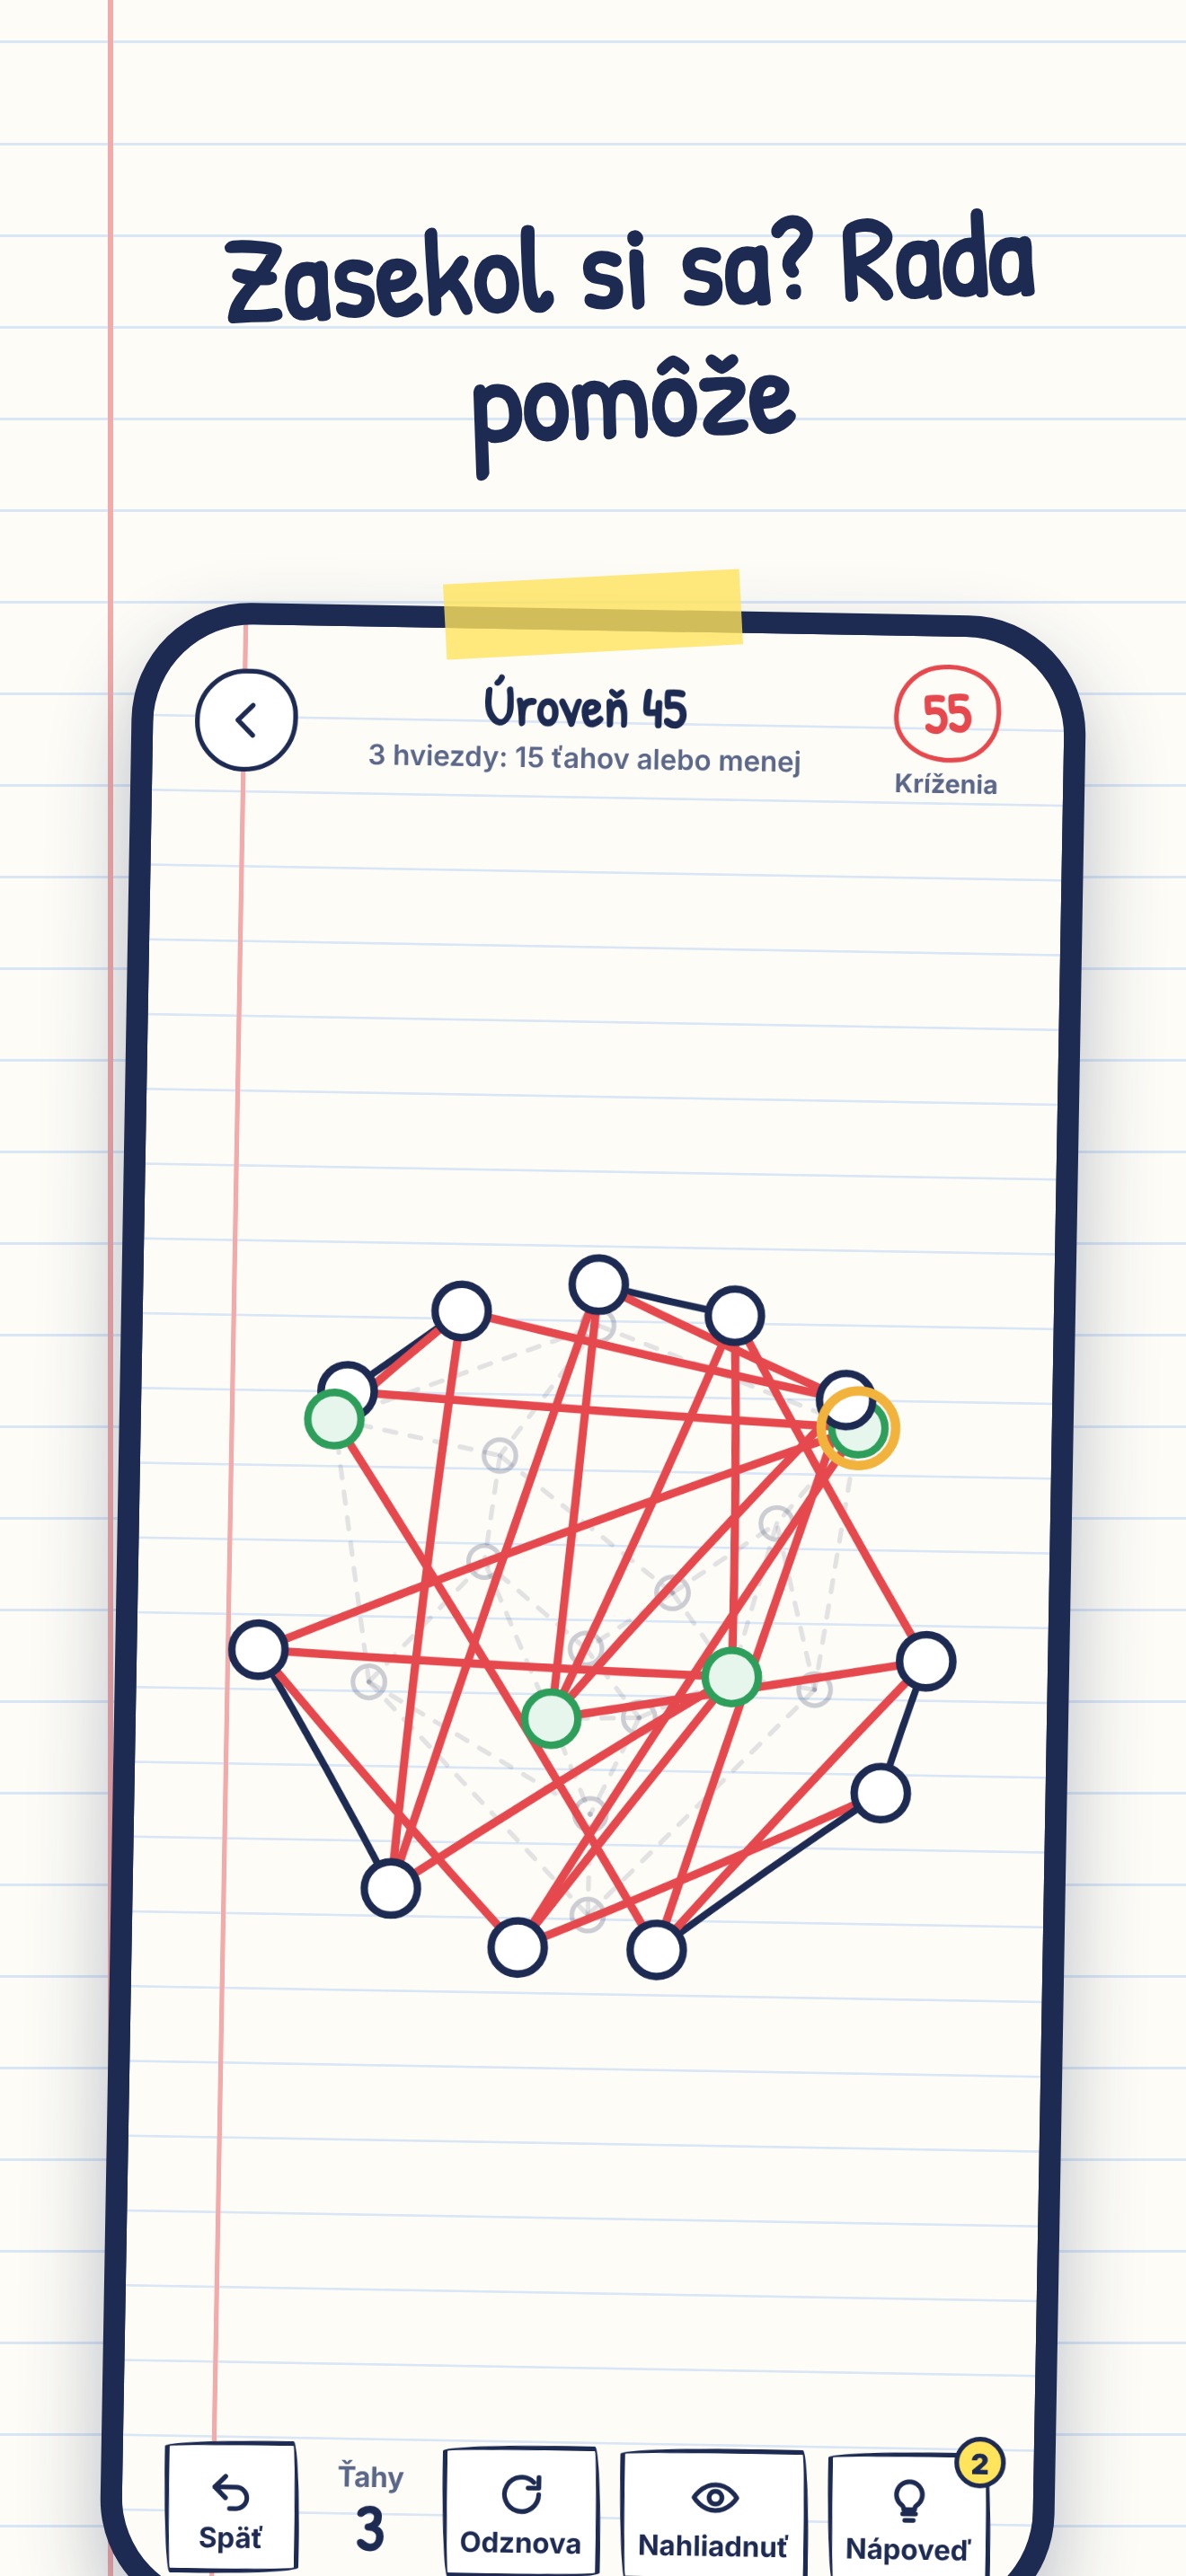 Zasekol si sa? Rada
pomôže
Úroveň 45
3 hviezdy: 15 ťahov alebo menej
55
Kríženia
Späť
Ťahy
3
Odznova
Nahliadnuť
2
Nápoveď